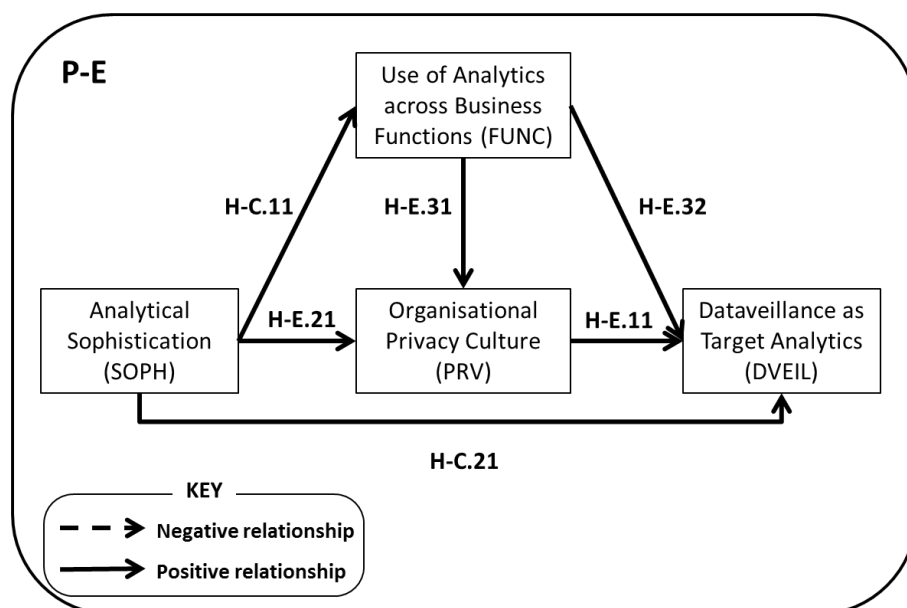 P-E
Use of Analytics
across Business
Functions (FUNC)
H-C.11
H-E.31
H-E.32
Analytical
Sophistication
(SOPH)
H-E.21
Organisational
Privacy Culture
(PRV)
H-E.11
Dataveillance as
Target Analytics
(DVEIL)
H-C.21
KEY
Negative relationship
Positive relationship